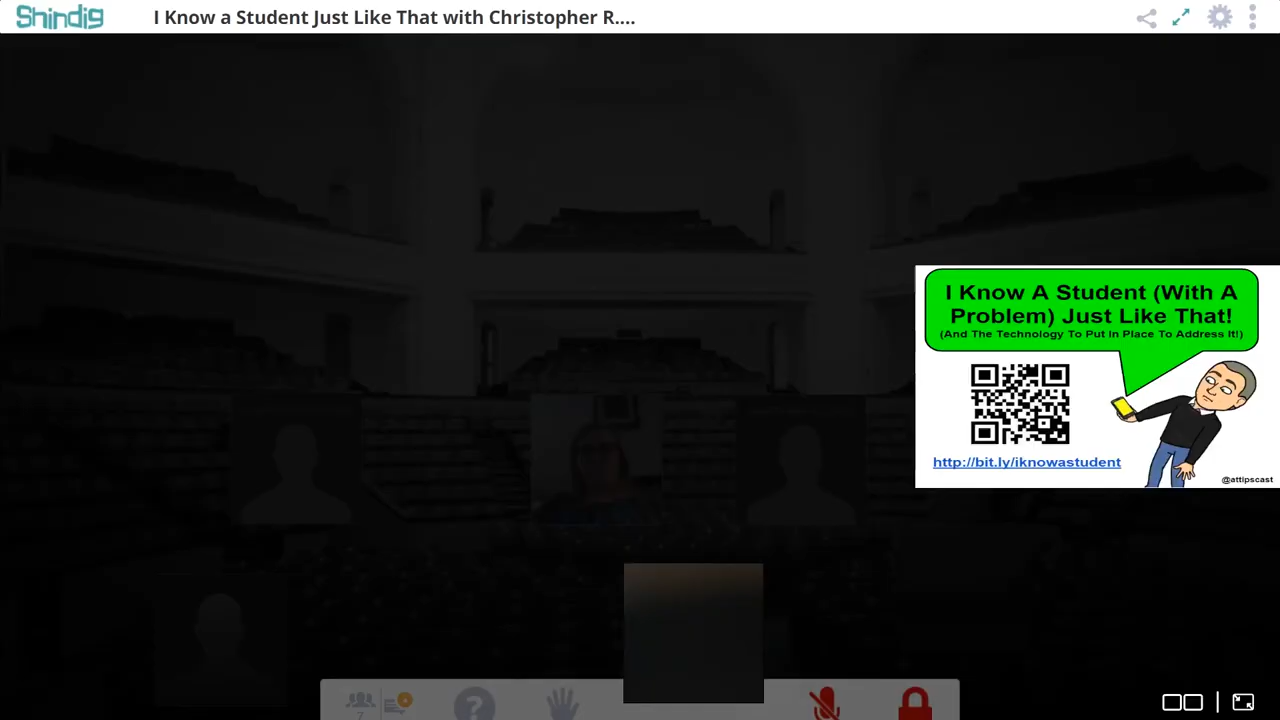 Shindig
I Know a Student Just Like That with Christopher R....
I Know A Student (With A
Problem) Just Like That!
(And The Technology To Put In Place To Address It!)
http://bit.ly/iknowastudent
@attipscast
7